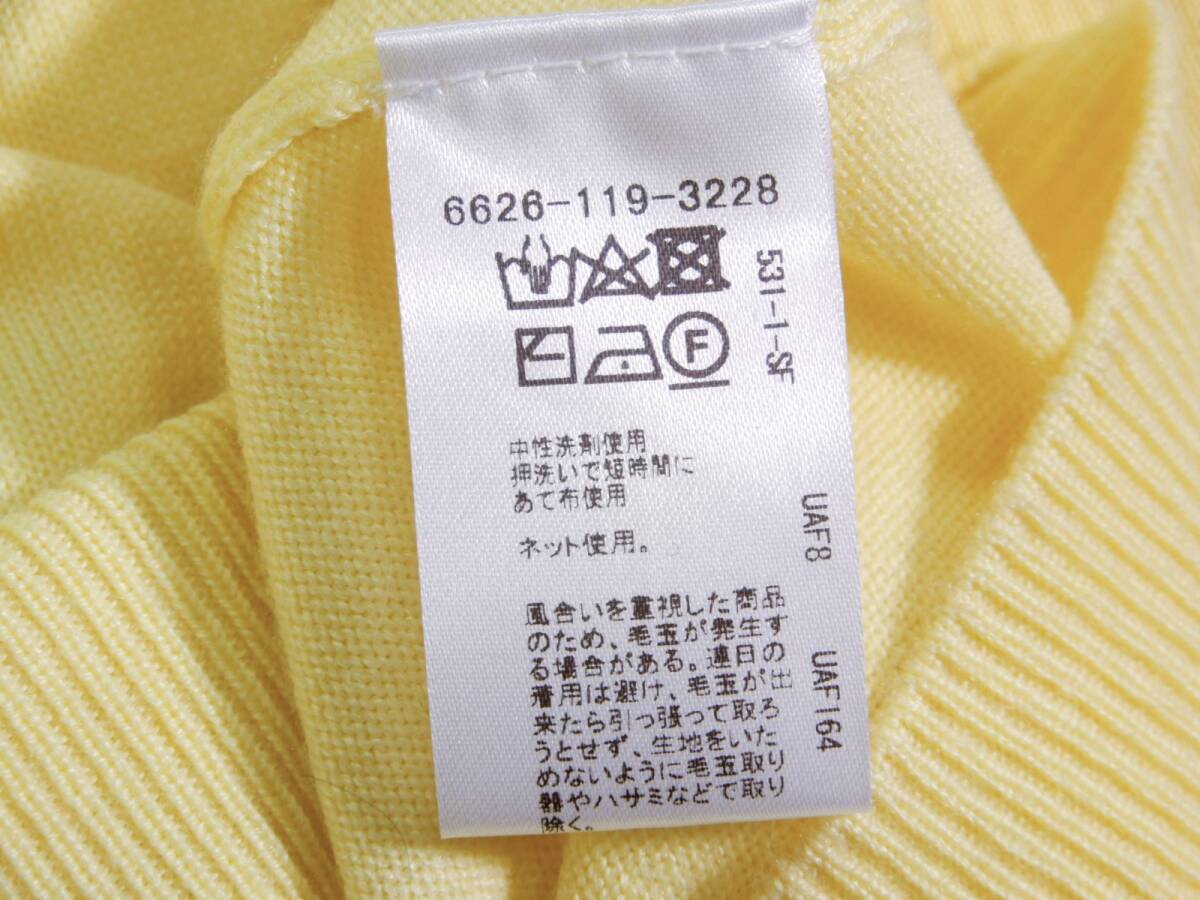 6626-119-3228
531-1-SF
F
中性洗剤使用
押洗いで短時間に
あて布使用
ネット使用。
UAF8
風合いを重視した商品
のため、毛玉が発生す
る場合がある。連日の
着用は避け、毛玉が出
来たら引っ張って取ろ
うとせず、生地をいた
めないように毛玉取り
器やハサミなどで取り
除く。
UAF164